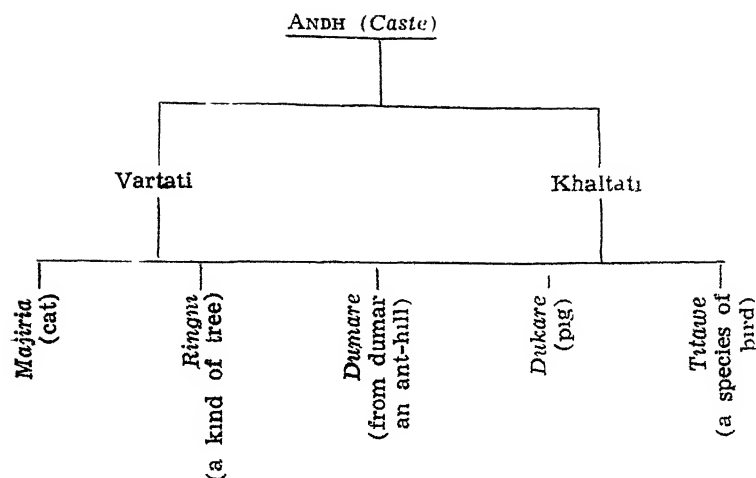 ANDH (Caste)
Vartati
Khaltati
Majiria
(cat)
Ringni
(a kind of tree)
Dumare
(from dumar
an ant-hill)
Dukare
(pig)
Titawe
(a species of
bird)